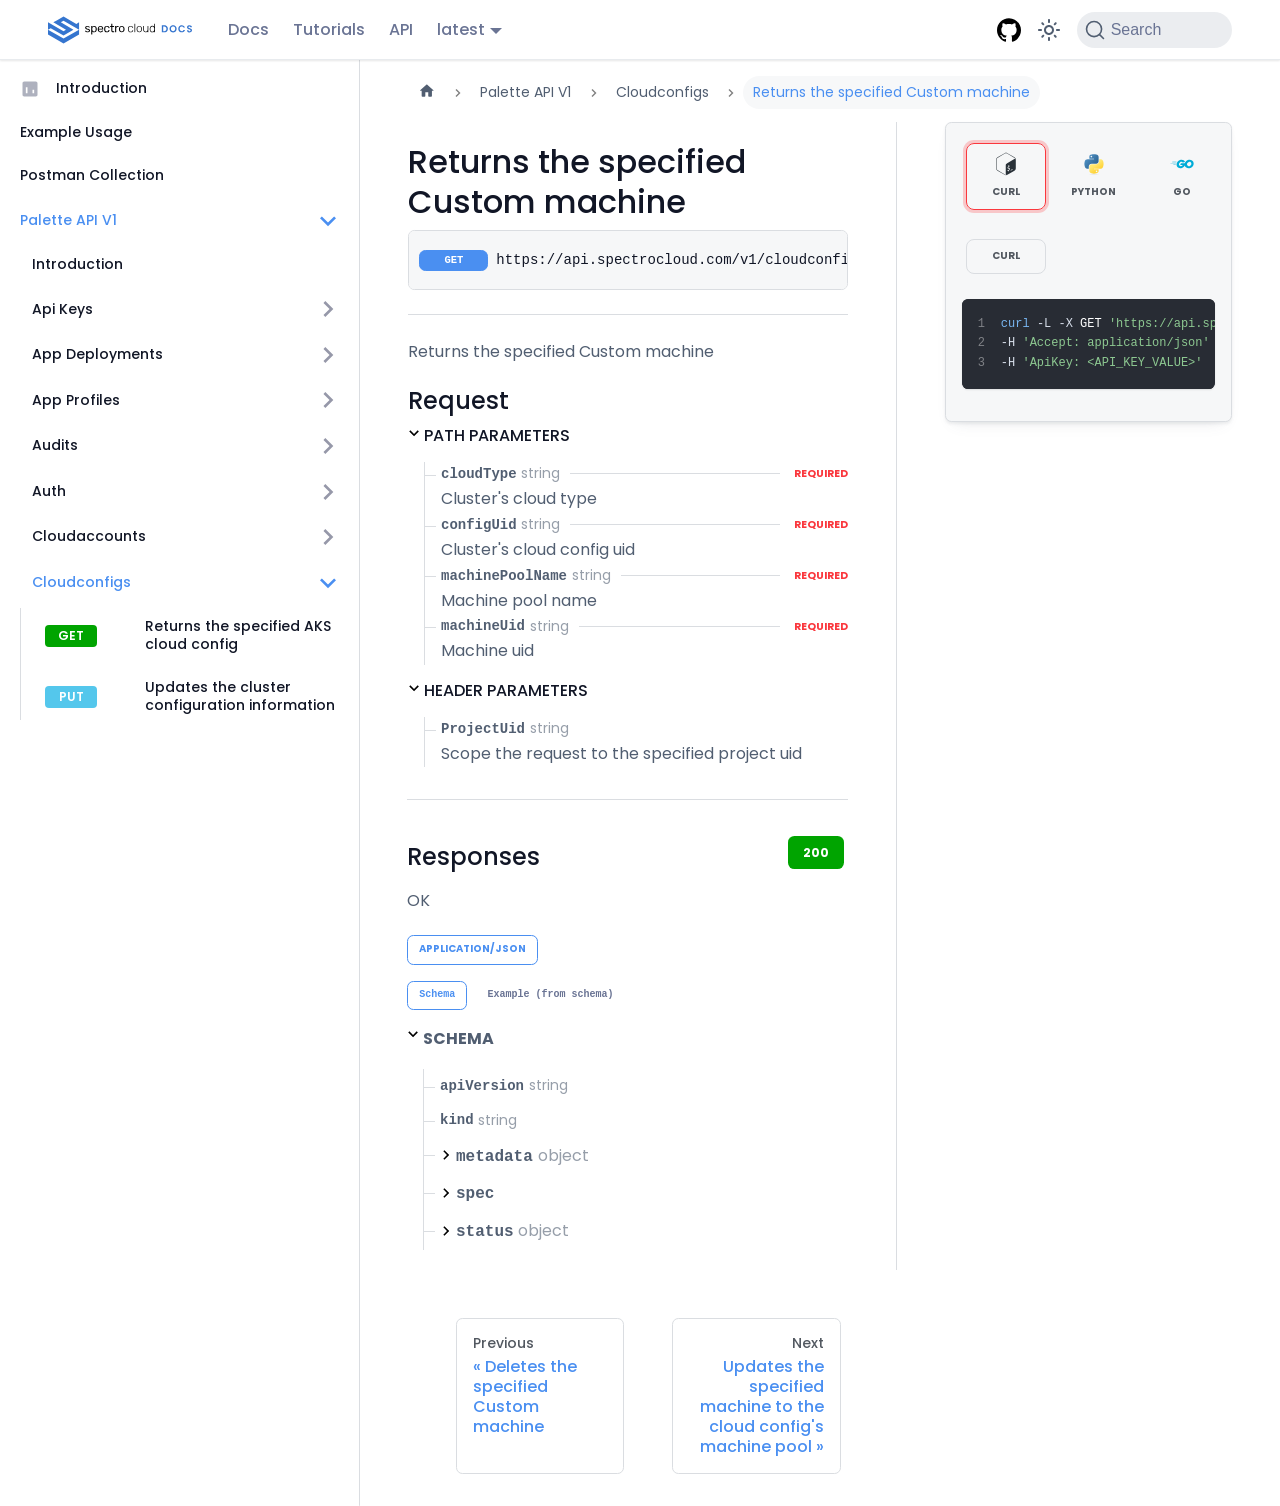 spectro cloud DOCS
Docs
Tutorials
API
latest
Search
Introduction
Example Usage
Postman Collection
Palette API V1
Introduction
Api Keys
App Deployments
App Profiles
Audits
Auth
Cloudaccounts
Cloudconfigs
GET
Returns the specified AKS
cloud config
PUT
Updates the cluster
configuration information
Palette API V1
Cloudconfigs
Returns the specified Custom machine
Returns the specified
Custom machine
GET
https://api.spectrocloud.com/v1/cloudconfi
Returns the specified Custom machine
Request
PATH PARAMETERS
cloudType string REQUIRED
Cluster's cloud type
configUid string REQUIRED
Cluster's cloud config uid
machinePoolName string REQUIRED
Machine pool name
machineUid string REQUIRED
Machine uid
HEADER PARAMETERS
ProjectUid string
Scope the request to the specified project uid
Responses
200
OK
APPLICATION/JSON
Schema
Example (from schema)
SCHEMA
apiVersion string
kind string
metadata object
spec
status object
CURL
PYTHON
GO
CURL
1 curl -L -X GET 'https://api.sp
2 -H 'Accept: application/json'
3 -H 'ApiKey: <API_KEY_VALUE>'
Previous
« Deletes the
specified
Custom
machine
Next
Updates the
specified
machine to the
cloud config's
machine pool »